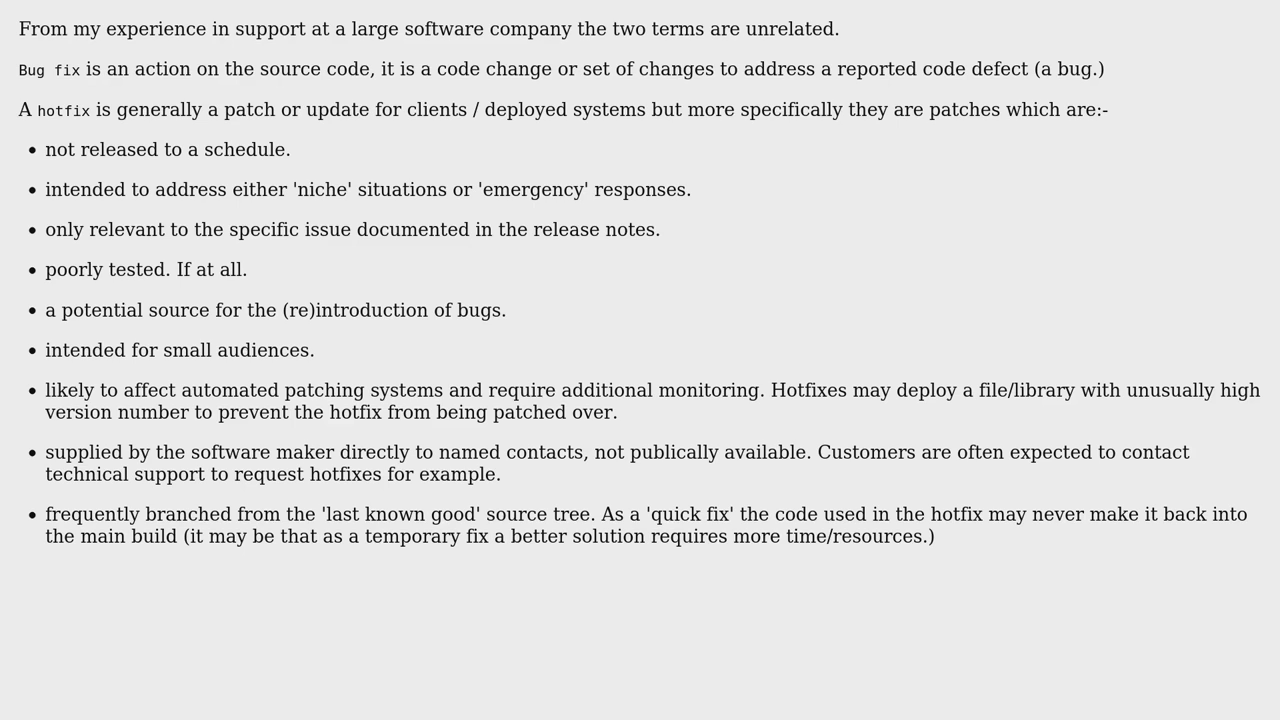 From my experience in support at a large software company the two terms are unrelated.
Bug fix is an action on the source code, it is a code change or set of changes to address a reported code defect (a bug.)
A hotfix is generally a patch or update for clients / deployed systems but more specifically they are patches which are:-
• not released to a schedule.
• intended to address either 'niche' situations or 'emergency' responses.
• only relevant to the specific issue documented in the release notes.
• poorly tested. If at all.
• a potential source for the (re)introduction of bugs.
• intended for small audiences.
• likely to affect automated patching systems and require additional monitoring. Hotfixes may deploy a file/library with unusually high
version number to prevent the hotfix from being patched over.
• supplied by the software maker directly to named contacts, not publically available. Customers are often expected to contact
technical support to request hotfixes for example.
• frequently branched from the 'last known good' source tree. As a 'quick fix' the code used in the hotfix may never make it back into
the main build (it may be that as a temporary fix a better solution requires more time/resources.)